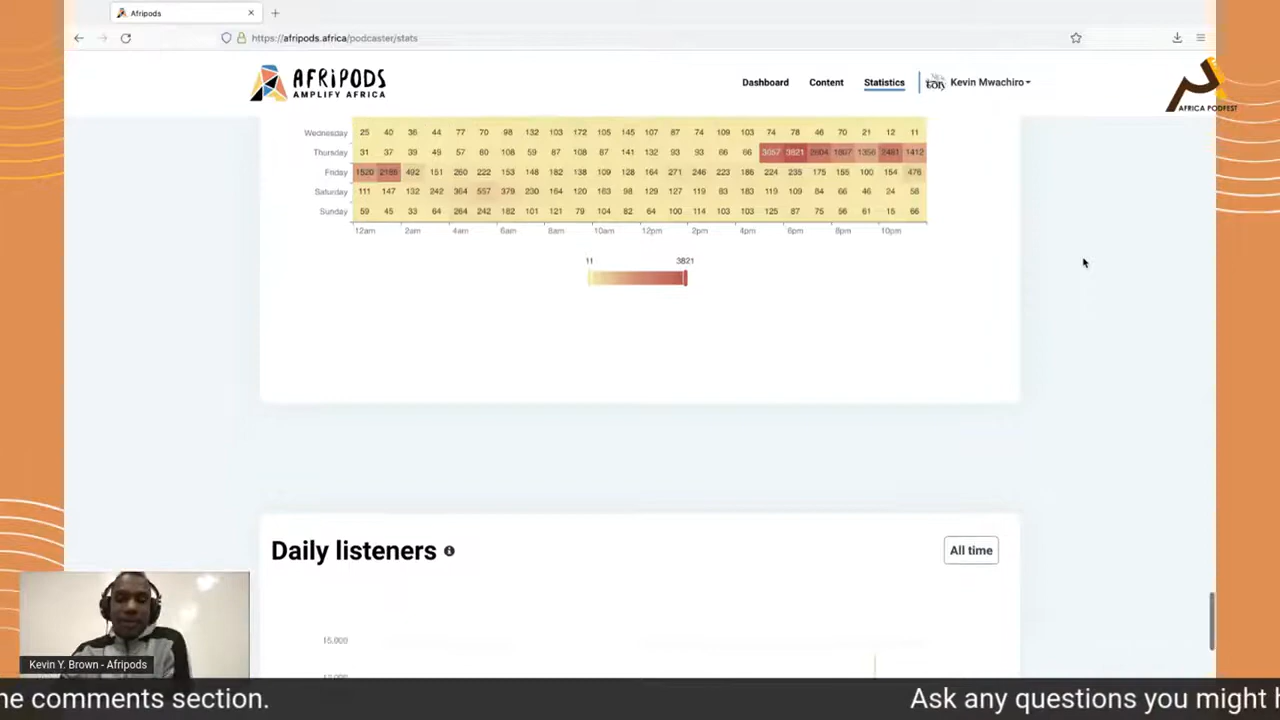 Afripods
https://afripods.africa/podcaster/stats
AFRIPODS
AMPLIFY AFRICA
Dashboard Content Statistics Kevin Mwachiro
AFRICA PODFEST
Wednesday 25 40 36 44 77 70 98 132 103 172 105 145 107 87 74 109 103 74 78 46 70 21 12 11
Thursday 31 37 39 49 57 60 108 59 87 108 87 141 132 93 93 66 66 3057 3821 2604 1807 1356 2481 1412
Friday 1520 2186 492 151 260 222 153 148 182 138 109 128 164 271 246 223 186 224 235 175 155 100 154 476
Saturday 111 147 132 242 364 557 379 230 164 120 163 98 129 127 119 83 183 119 109 84 66 46 24 58
Sunday 59 45 33 64 264 242 182 101 121 79 104 82 64 100 114 103 103 125 87 75 56 61 15 66
12am 2am 4am 6am 8am 10am 12pm 2pm 4pm 6pm 8pm 10pm
11 3821
Daily listeners
All time
15,000
Kevin Y. Brown - Afripods
he comments section. Ask any questions you might h